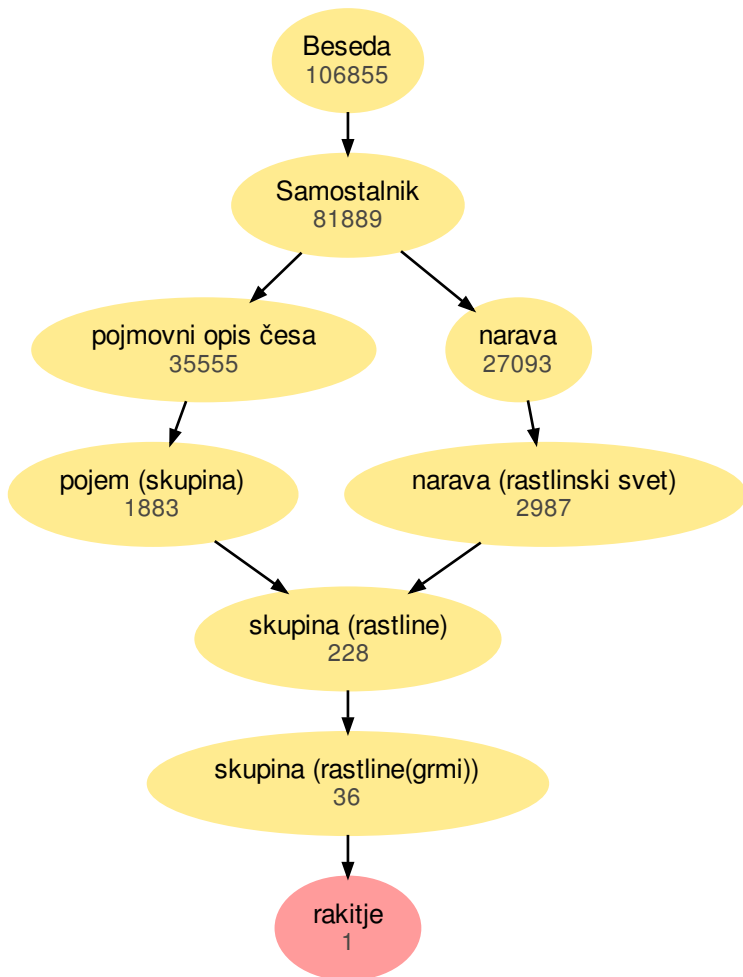 Beseda
106855
Samostalnik
81889
pojmovni opis česa
35555
narava
27093
pojem (skupina)
1883
narava (rastlinski svet)
2987
skupina (rastline)
228
skupina (rastline(grmi))
36
rakitje
1